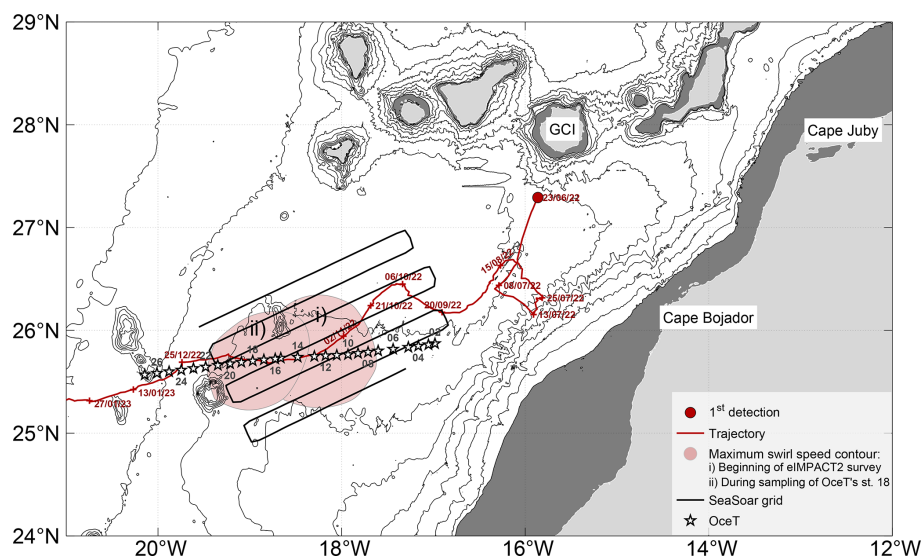 29°N
28°N
27°N
26°N
25°N
24°N
20°W
18°W
16°W
14°W
12°W
GCI
Cape Juby
Cape Bojador
23/06/22
15/08/22
08/07/22
25/07/22
13/07/22
20/09/22
06/10/22
21/10/22
25/12/22
13/01/23
27/01/23
i)
ii)
02
04
06
08
10
12
14
16
18
20
22
24
26
1st detection
Trajectory
Maximum swirl speed contour:
i) Beginning of eIMPACT2 survey
ii) During sampling of OceT's st. 18
SeaSoar grid
OceT